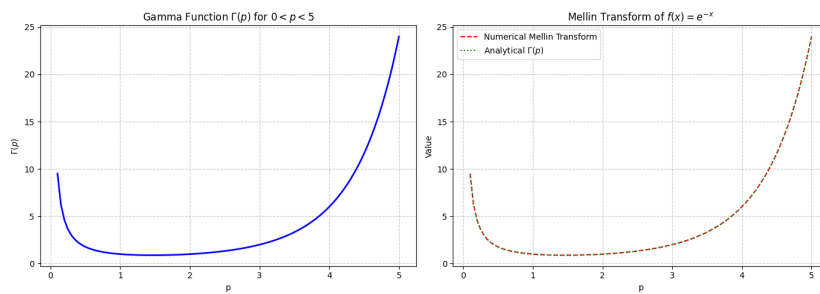 Gamma Function Γ(p) for 0 < p < 5
25
20
15
10
5
0
Γ(p)
0 1 2 3 4 5
p
Mellin Transform of f(x) = e⁻ˣ
Numerical Mellin Transform
Analytical Γ(p)
25
20
15
10
5
0
Value
0 1 2 3 4 5
p